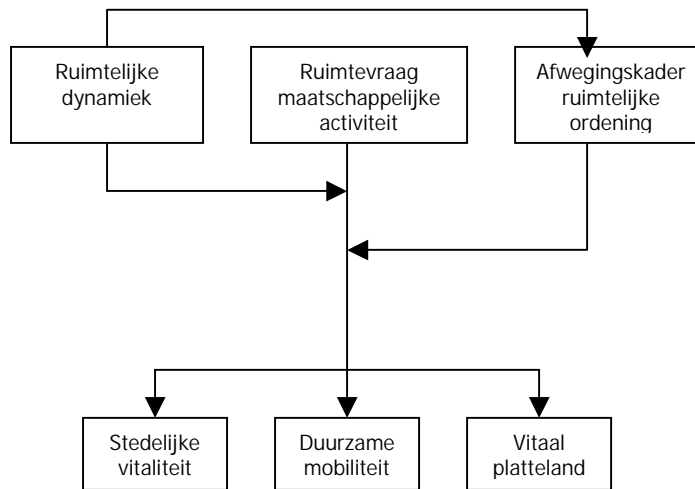 Ruimtelijke
dynamiek
Ruimtevraag
maatschappelijke
activiteit
Afwegingskader
ruimtelijke
ordening
Stedelijke
vitaliteit
Duurzame
mobiliteit
Vitaal
platteland